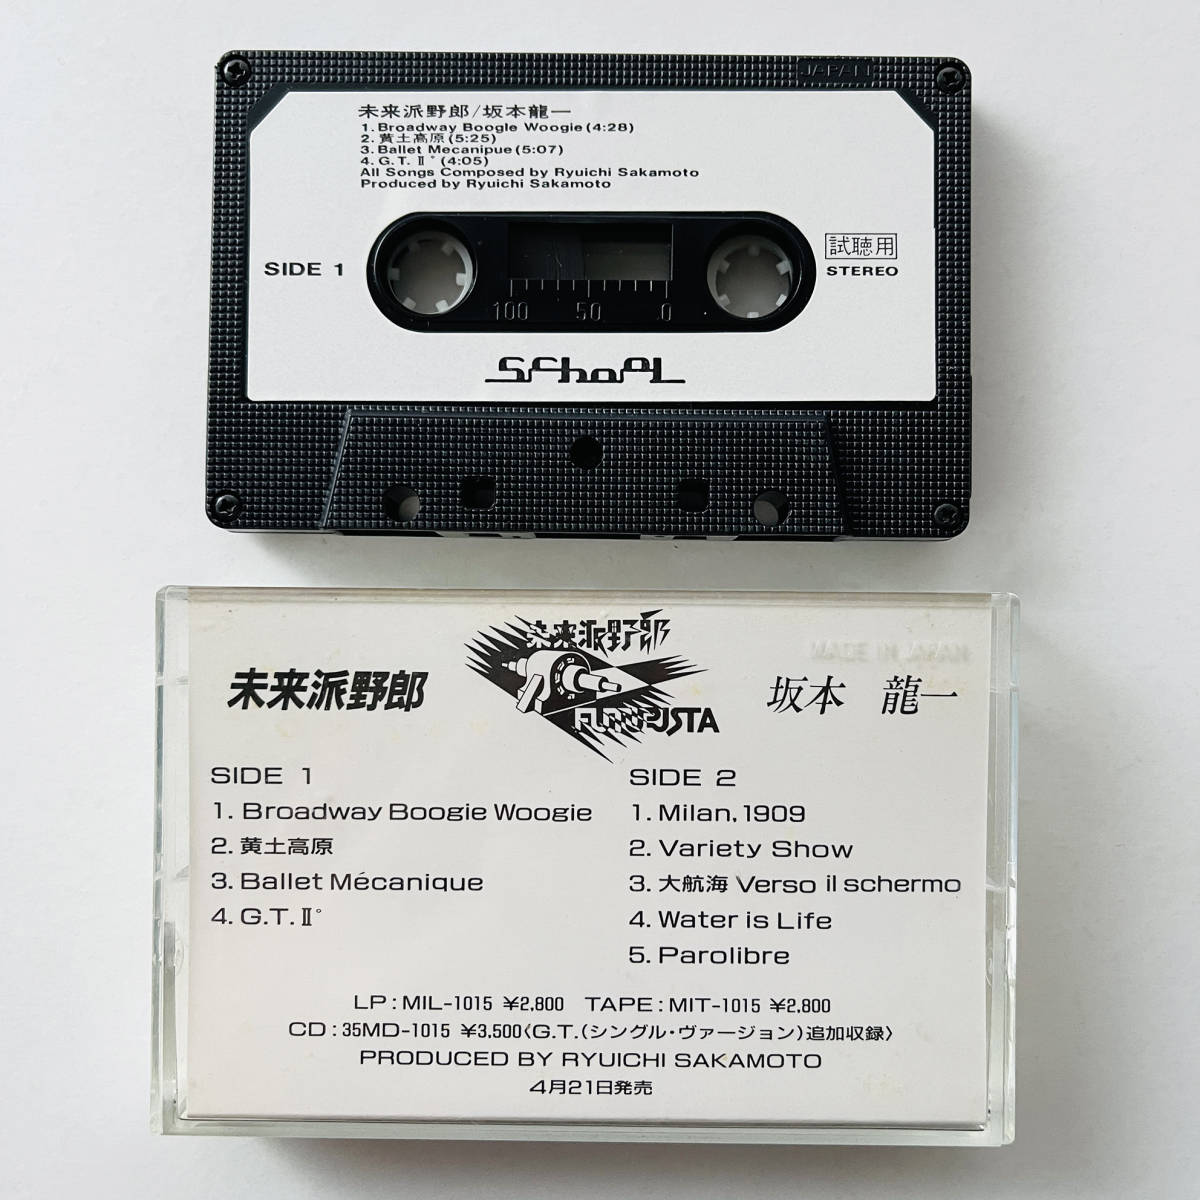 JAPAN
未来派野郎/坂本龍一
1. Broadway Boogle Woogie (4:28)
2. 黄土高原 (5:25)
3. Ballet Mecanipue (5:07)
4. G.T. Ⅱ° (4:05)
All Songs Composed by Ryuichi Sakamoto
Produced by Ryuichi Sakamoto
SIDE 1
試聴用
STEREO
100 50 0
SCHOOL
MADE IN JAPAN
未来派野郎
未来派野郎
FUTURISTA
坂本 龍一
SIDE 1
1. Broadway Boogie Woogie
2. 黄土高原
3. Ballet Mécanique
4. G.T. Ⅱ°
SIDE 2
1. Milan, 1909
2. Variety Show
3. 大航海 Verso il schermo
4. Water is Life
5. Parolibre
LP : MIL-1015 ¥2,800 TAPE : MIT-1015 ¥2,800
CD : 35MD-1015 ¥3,500〈G.T.(シングル・ヴァージョン)追加収録〉
PRODUCED BY RYUICHI SAKAMOTO
4月21日発売